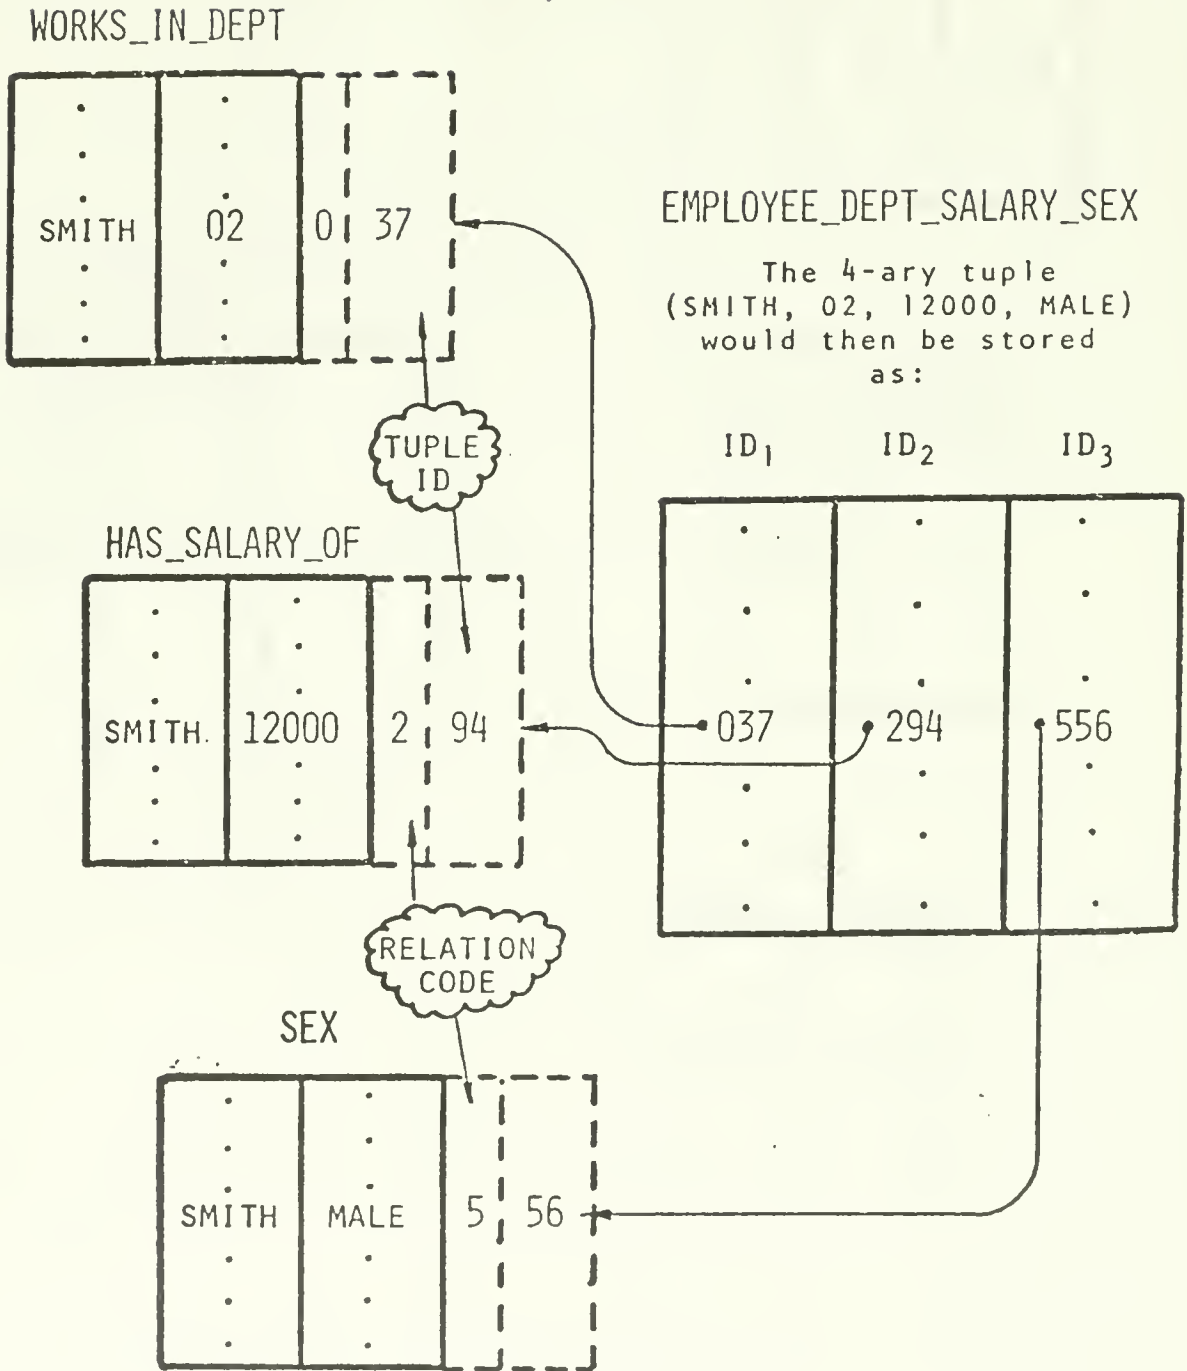 WORKS_IN_DEPT
SMITH 02 0 37
EMPLOYEE_DEPT_SALARY_SEX
The 4-ary tuple
(SMITH, 02, 12000, MALE)
would then be stored
as:
TUPLE
ID
ID1 ID2 ID3
HAS_SALARY_OF
SMITH 12000 2 94
037 294 556
RELATION
CODE
SEX
SMITH MALE 5 56